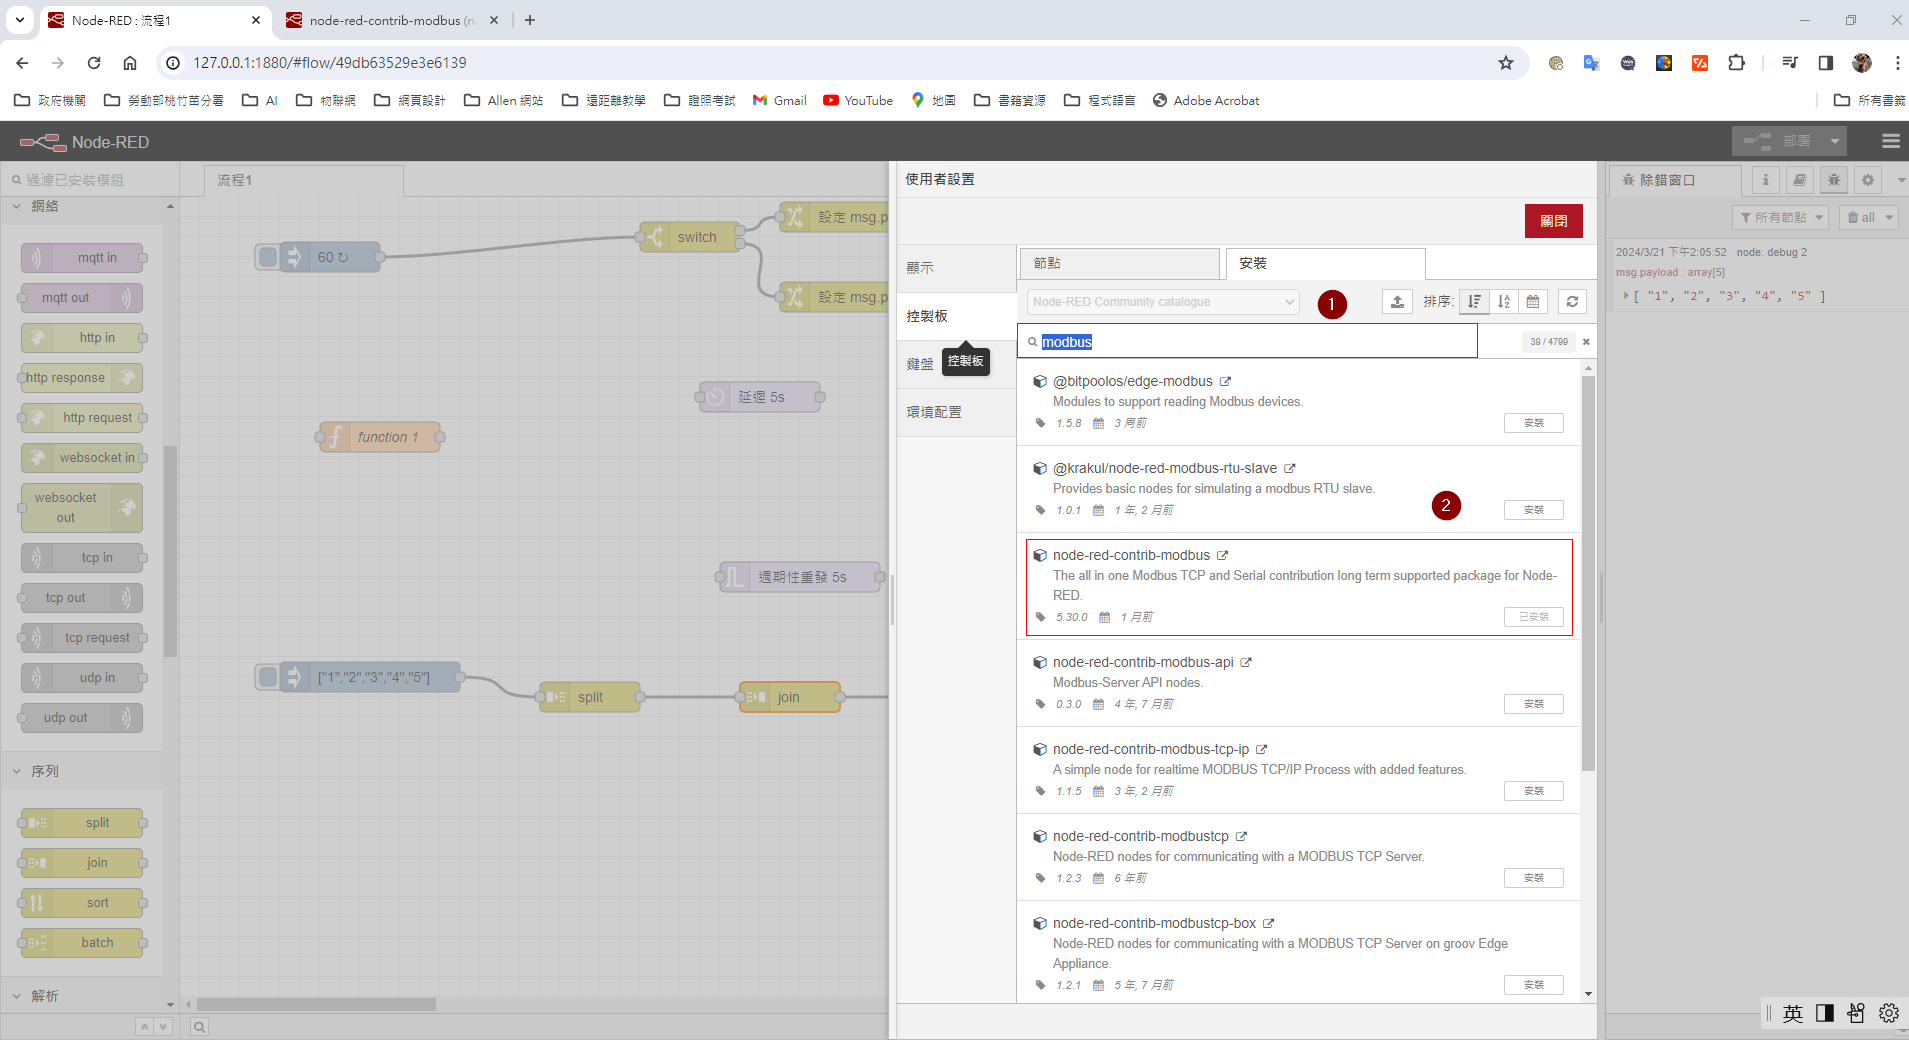 Node-RED : 流程1
node-red-contrib-modbus (n
127.0.0.1:1880/#flow/49db63529e3e6139
政府機關
勞動部桃竹苗分署
AI
物聯網
網頁設計
Allen 網站
遠距離教學
證照考試
Gmail
YouTube
地圖
書籍資源
程式語言
Adobe Acrobat
所有書籤
Node-RED
部署
過濾已安裝模組
網絡
mqtt in
mqtt out
http in
http response
http request
websocket in
websocket
out
tcp in
tcp out
tcp request
udp in
udp out
序列
split
join
sort
batch
解析
流程1
60 ↻
switch
設定 msg.p
設定 msg.p
延遲 5s
function 1
週期性重發 5s
["1","2","3","4","5"]
split
join
使用者設置
關閉
顯示
控製板
鍵盤
控製板
環境配置
節點
安裝
Node-RED Community catalogue
1
排序:
modbus
39 / 4799
@bitpoolos/edge-modbus
Modules to support reading Modbus devices.
1.5.8 3 周前
安裝
@krakul/node-red-modbus-rtu-slave
Provides basic nodes for simulating a modbus RTU slave.
2
1.0.1 1 年, 2 月前
安裝
node-red-contrib-modbus
The all in one Modbus TCP and Serial contribution long term supported package for Node-
RED.
5.30.0 1 月前
已安裝
node-red-contrib-modbus-api
Modbus-Server API nodes.
0.3.0 4 年, 7 月前
安裝
node-red-contrib-modbus-tcp-ip
A simple node for realtime MODBUS TCP/IP Process with added features.
1.1.5 3 年, 2 月前
安裝
node-red-contrib-modbustcp
Node-RED nodes for communicating with a MODBUS TCP Server.
1.2.3 6 年前
安裝
node-red-contrib-modbustcp-box
Node-RED nodes for communicating with a MODBUS TCP Server on groov Edge
Appliance.
1.2.1 5 年, 7 月前
安裝
除錯窗口
所有節點
all
2024/3/21 下午2:05:52 node: debug 2
msg.payload : array[5]
[ "1", "2", "3", "4", "5" ]
英